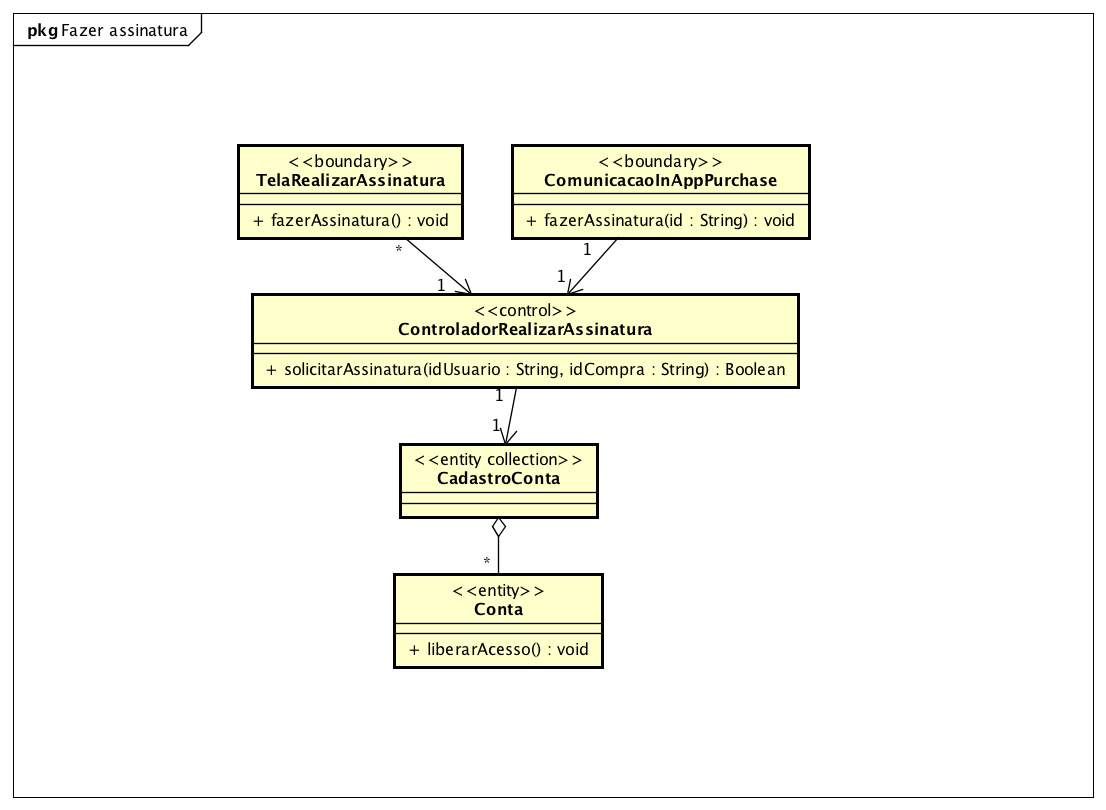 pkg Fazer assinatura
<<boundary>>
TelaRealizarAssinatura
+ fazerAssinatura() : void
<<boundary>>
ComunicacaoInAppPurchase
+ fazerAssinatura(id : String) : void
*
1
1
1
<<control>>
ControladorRealizarAssinatura
+ solicitarAssinatura(idUsuario : String, idCompra : String) : Boolean
1
1
<<entity collection>>
CadastroConta
*
<<entity>>
Conta
+ liberarAcesso() : void